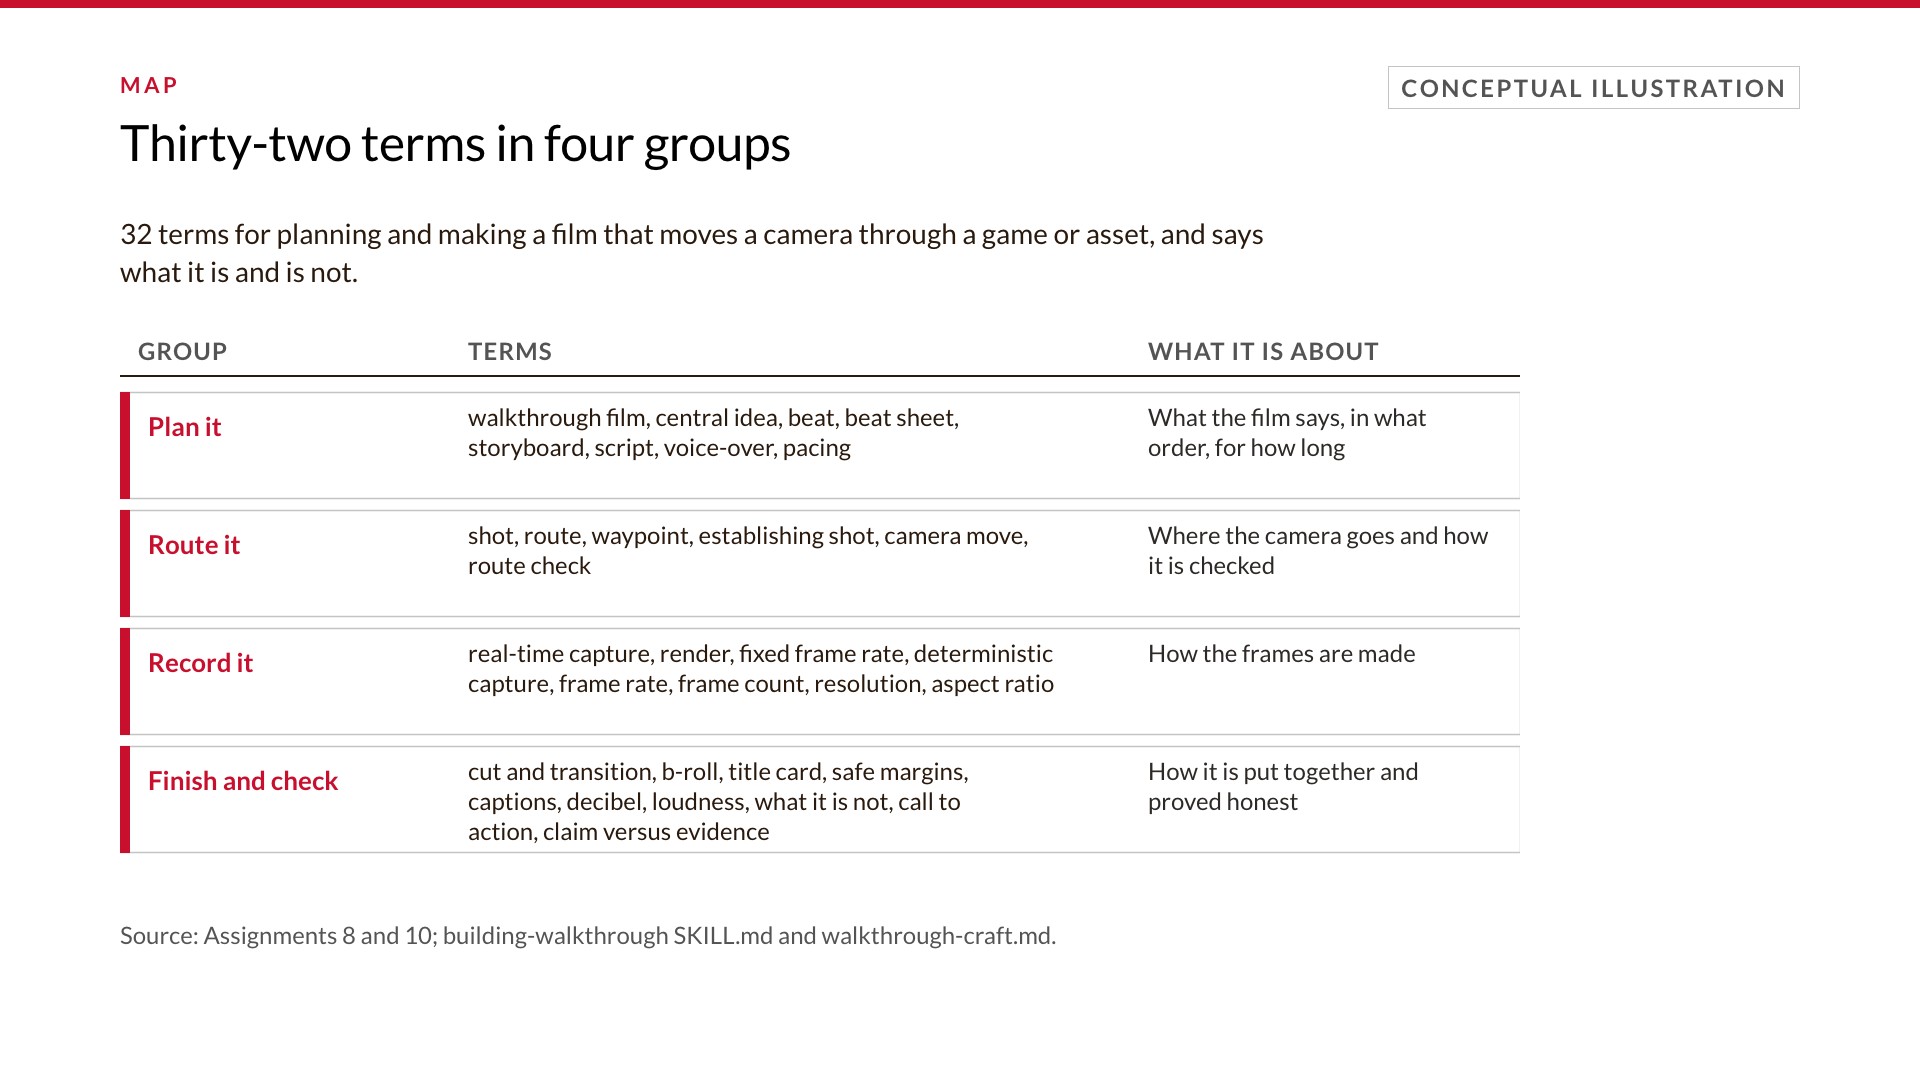 MAP
CONCEPTUAL ILLUSTRATION
Thirty-two terms in four groups
32 terms for planning and making a film that moves a camera through a game or asset, and says
what it is and is not.
GROUP TERMS WHAT IT IS ABOUT
Plan it
walkthrough film, central idea, beat, beat sheet,
storyboard, script, voice-over, pacing
What the film says, in what
order, for how long
Route it
shot, route, waypoint, establishing shot, camera move,
route check
Where the camera goes and how
it is checked
Record it
real-time capture, render, fixed frame rate, deterministic
capture, frame rate, frame count, resolution, aspect ratio
How the frames are made
Finish and check
cut and transition, b-roll, title card, safe margins,
captions, decibel, loudness, what it is not, call to
action, claim versus evidence
How it is put together and
proved honest
Source: Assignments 8 and 10; building-walkthrough SKILL.md and walkthrough-craft.md.